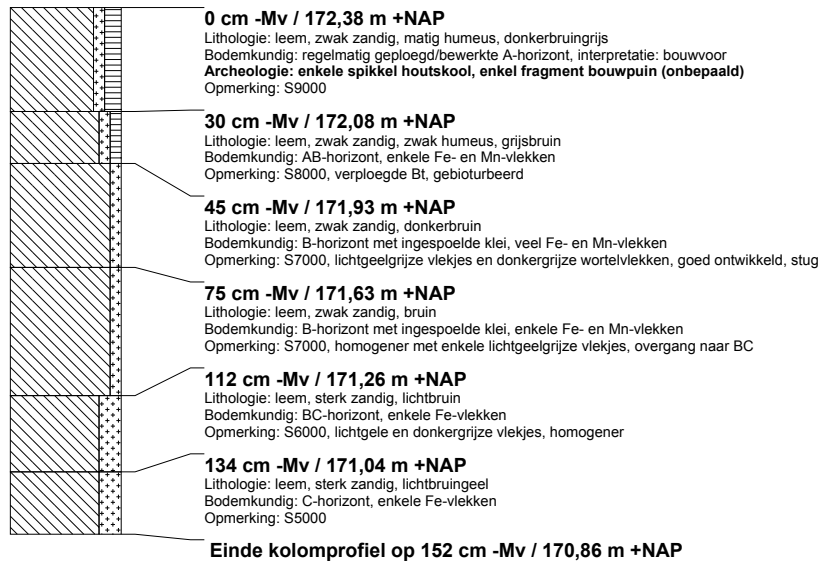 0 cm -Mv / 172,38 m +NAP
Lithologie: leem, zwak zandig, matig humeus, donkerbruingrijs
Bodemkundig: regelmatig geploegd/bewerkte A-horizont, interpretatie: bouwvoor
Archeologie: enkele spikkel houtskool, enkel fragment bouwpuin (onbepaald)
Opmerking: S9000
30 cm -Mv / 172,08 m +NAP
Lithologie: leem, zwak zandig, zwak humeus, grijsbruin
Bodemkundig: AB-horizont, enkele Fe- en Mn-vlekken
Opmerking: S8000, verploegde Bt, gebioturbeerd
45 cm -Mv / 171,93 m +NAP
Lithologie: leem, zwak zandig, donkerbruin
Bodemkundig: B-horizont met ingespoelde klei, veel Fe- en Mn-vlekken
Opmerking: S7000, lichtgeelgrijze vlekjes en donkergrijze wortelvlekken, goed ontwikkeld, stug
75 cm -Mv / 171,63 m +NAP
Lithologie: leem, zwak zandig, bruin
Bodemkundig: B-horizont met ingespoelde klei, enkele Fe- en Mn-vlekken
Opmerking: S7000, homogener met enkele lichtgeelgrijze vlekjes, overgang naar BC
112 cm -Mv / 171,26 m +NAP
Lithologie: leem, sterk zandig, lichtbruin
Bodemkundig: BC-horizont, enkele Fe-vlekken
Opmerking: S6000, lichtgele en donkergrijze vlekjes, homogener
134 cm -Mv / 171,04 m +NAP
Lithologie: leem, sterk zandig, lichtbruingeel
Bodemkundig: C-horizont, enkele Fe-vlekken
Opmerking: S5000
Einde kolomprofiel op 152 cm -Mv / 170,86 m +NAP